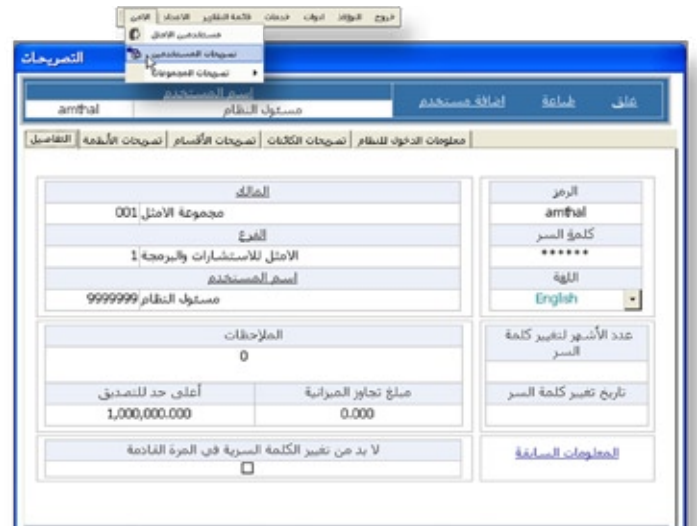 خروج النوافذ ادوات خدمات قائمة التقارير الاعداد الامن
مستخدمين الامثل
تصريحات المستخدمين
تصريحات المجموعات
التصريحات
غلق طباعة اضافة مستخدم
اسم المستخدم
مسئول النظام amthal
معلومات الدخول للنظام تصريحات الكائنات تصريحات الأقسام تصريحات الأنظمة التفاصيل
الرمز
amthal
كلمة السر
******
اللغة
English
المالك
مجموعة الامثل 001
الفرع
الامثل للاستشارات والبرمجة 1
اسم المستخدم
مسئول النظام 9999999
عدد الأشهر لتغيير كلمة
السر
تاريخ تغيير كلمة السر
الملاحظات
0
مبلغ تجاوز الميزانية أعلى حد للتصديق
0.000 1,000,000.000
المعلومات السابقة
لا بد من تغيير الكلمة السرية في المرة القادمة